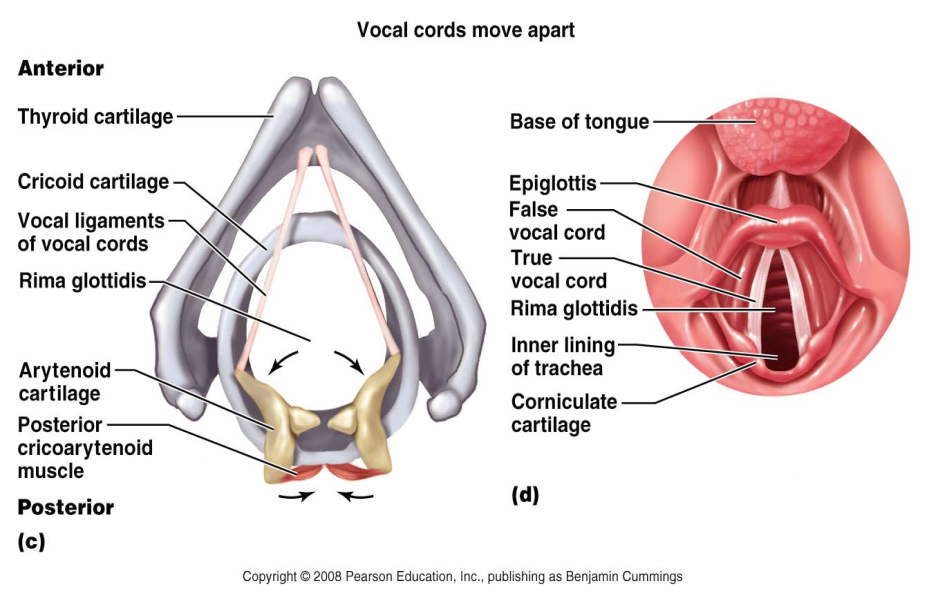 Vocal cords move apart
Anterior
Thyroid cartilage
Cricoid cartilage
Vocal ligaments
of vocal cords
Rima glottidis
Arytenoid
cartilage
Posterior
cricoarytenoid
muscle
Posterior
(c)
Base of tongue
Epiglottis
False
vocal cord
True
vocal cord
Rima glottidis
Inner lining
of trachea
Corniculate
cartilage
(d)
Copyright © 2008 Pearson Education, Inc., publishing as Benjamin Cummings